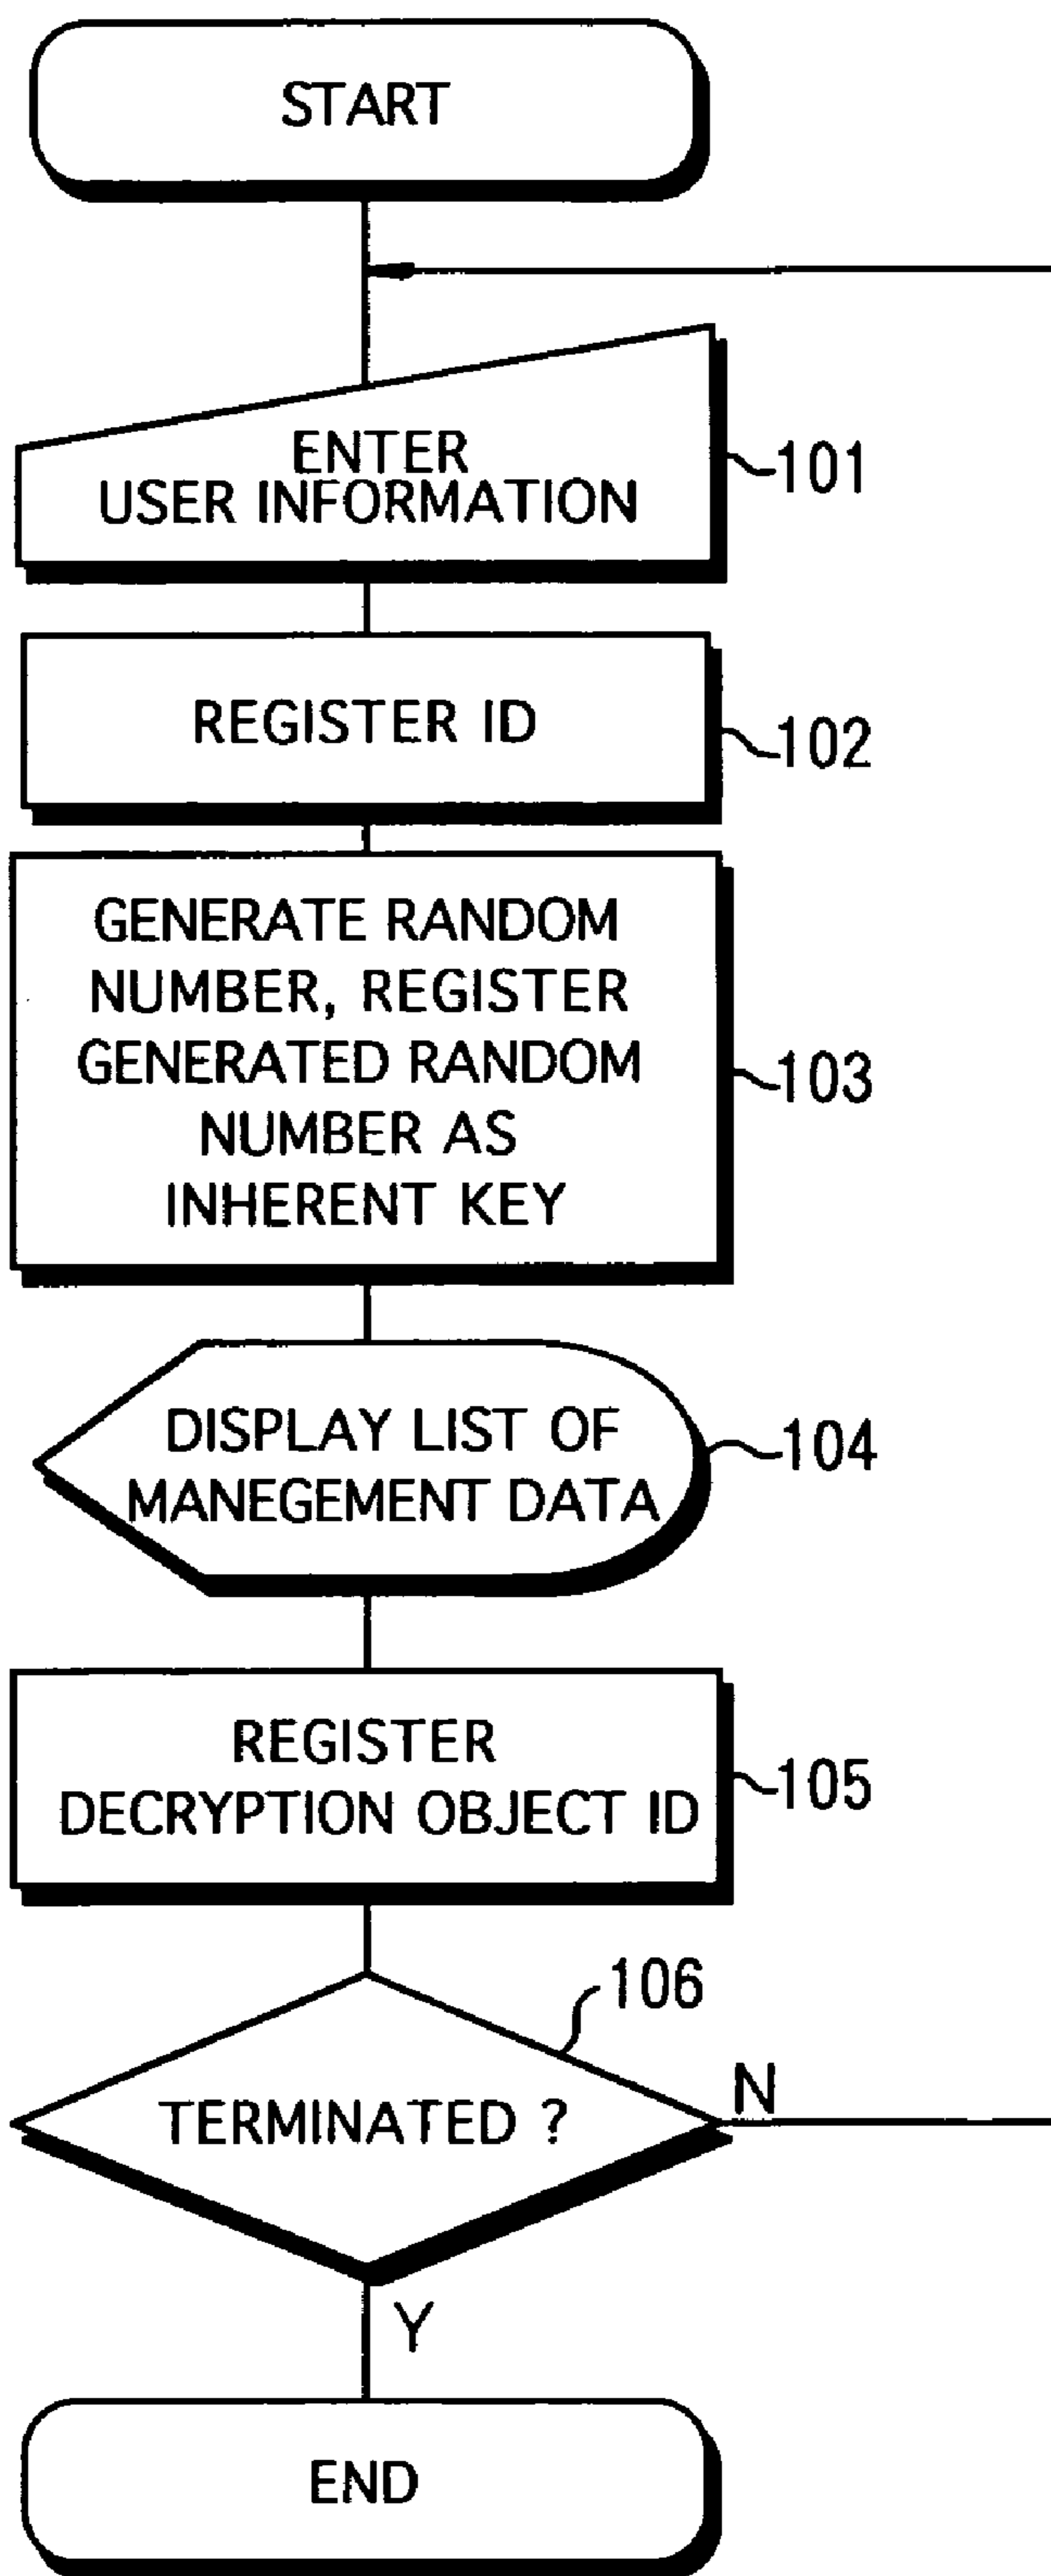 START
ENTER
USER INFORMATION
101
REGISTER ID
102
GENERATE RANDOM
NUMBER, REGISTER
GENERATED RANDOM
NUMBER AS
INHERENT KEY
103
DISPLAY LIST OF
MANEGEMENT DATA
104
REGISTER
DECRYPTION OBJECT ID
105
106
TERMINATED ?
N
Y
END